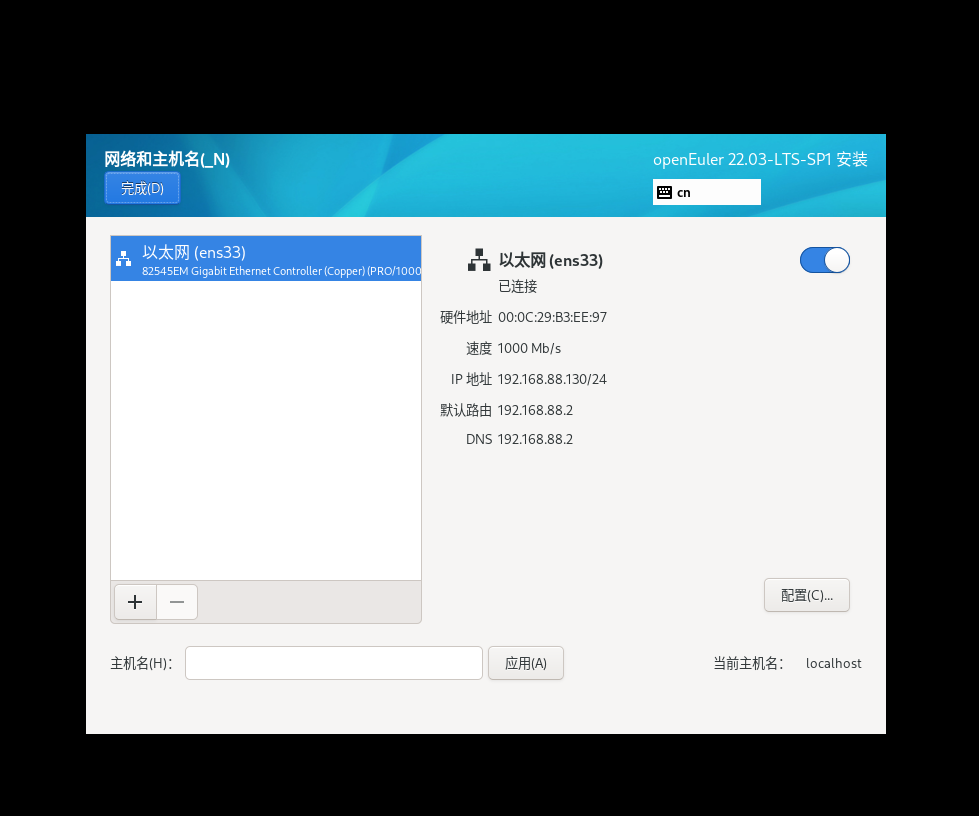 网络和主机名(_N)
完成(D)
openEuler 22.03-LTS-SP1 安装
cn
以太网 (ens33)
82545EM Gigabit Ethernet Controller (Copper) (PRO/1000
以太网 (ens33)
已连接
硬件地址 00:0C:29:B3:EE:97
速度 1000 Mb/s
IP 地址 192.168.88.130/24
默认路由 192.168.88.2
DNS 192.168.88.2
配置(C)...
主机名(H)：
应用(A)
当前主机名： localhost